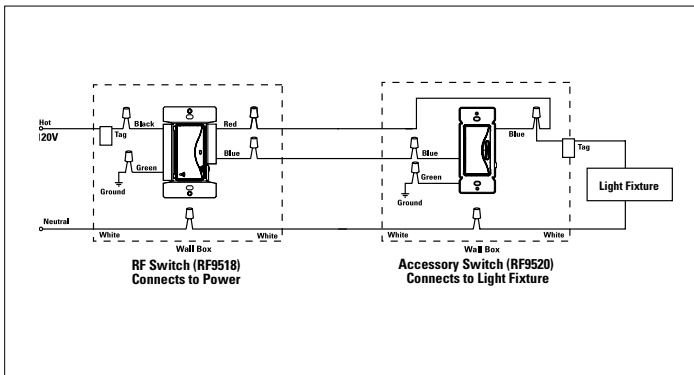 Hot
120V
Tag
Black
Red
Blue
Green
Ground
Blue
Green
Ground
Blue
Tag
Light Fixture
Neutral
White
White
White
White
Wall Box
Wall Box
RF Switch (RF9518)
Connects to Power
Accessory Switch (RF9520)
Connects to Light Fixture